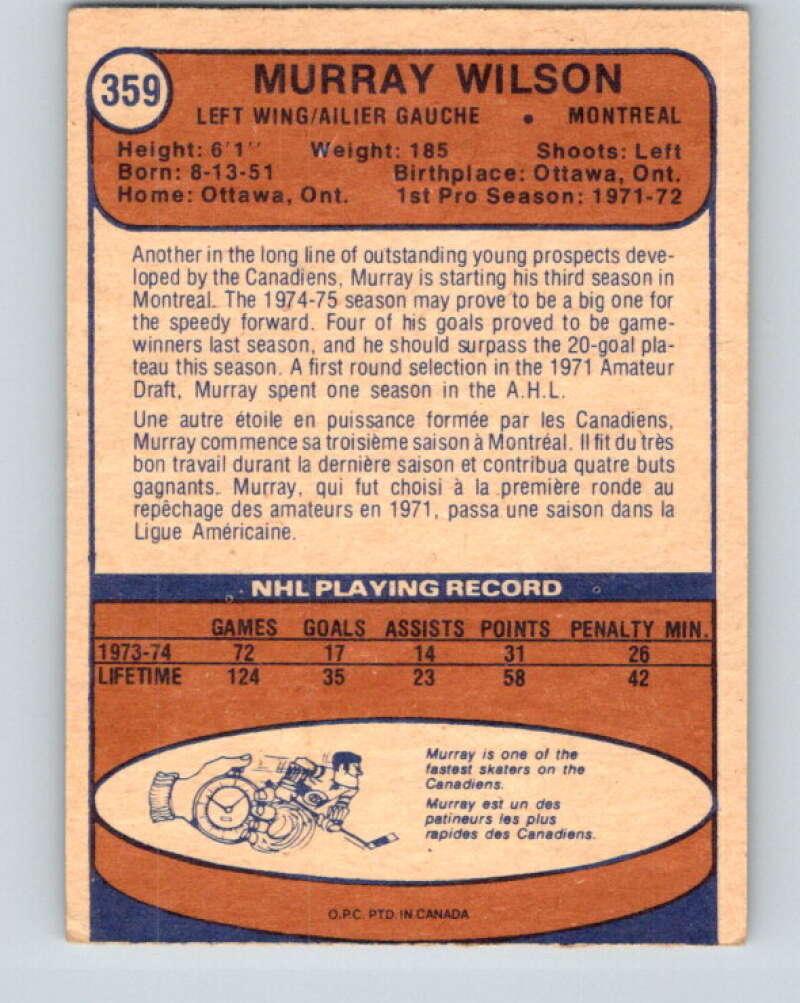 359
MURRAY WILSON
LEFT WING/AILIER GAUCHE • MONTREAL
Height: 6'1" Weight: 185 Shoots: Left
Born: 8-13-51 Birthplace: Ottawa, Ont.
Home: Ottawa, Ont. 1st Pro Season: 1971-72
Another in the long line of outstanding young prospects deve-
loped by the Canadiens, Murray is starting his third season in
Montreal. The 1974-75 season may prove to be a big one for
the speedy forward. Four of his goals proved to be game-
winners last season, and he should surpass the 20-goal pla-
teau this season. A first round selection in the 1971 Amateur
Draft, Murray spent one season in the A.H.L.
Une autre étoile en puissance formée par les Canadiens,
Murray commence sa troisième saison à Montréal. Il fit du très
bon travail durant la dernière saison et contribua quatre buts
gagnants. Murray, qui fut choisi à la première ronde au
repêchage des amateurs en 1971, passa une saison dans la
Ligue Américaine.
NHL PLAYING RECORD
GAMES GOALS ASSISTS POINTS PENALTY MIN.
1973-74 72 17 14 31 26
LIFETIME 124 35 23 58 42
Murray is one of the
fastest skaters on the
Canadiens.
Murray est un des
patineurs les plus
rapides des Canadiens.
O.P.C. PTD. IN CANADA